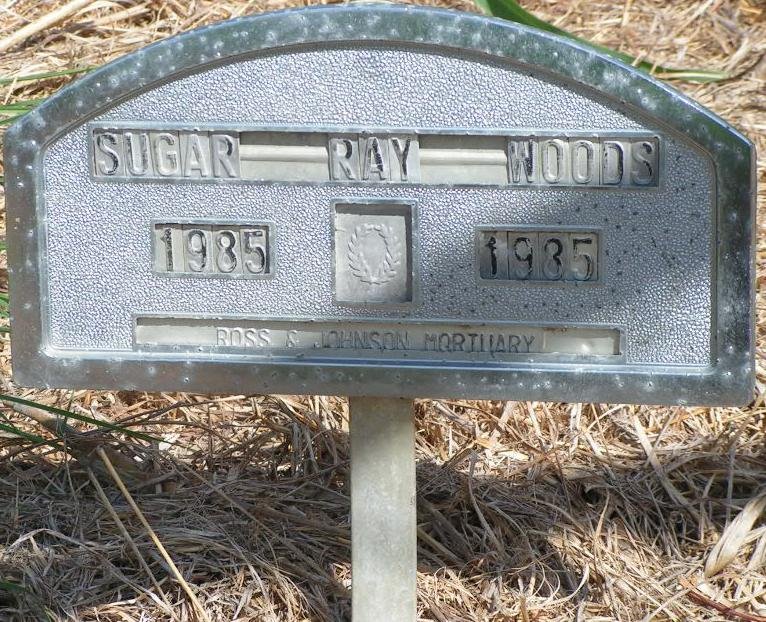 SUGAR RAY WOODS
1985 1985
ROSS & JOHNSON MORTUARY